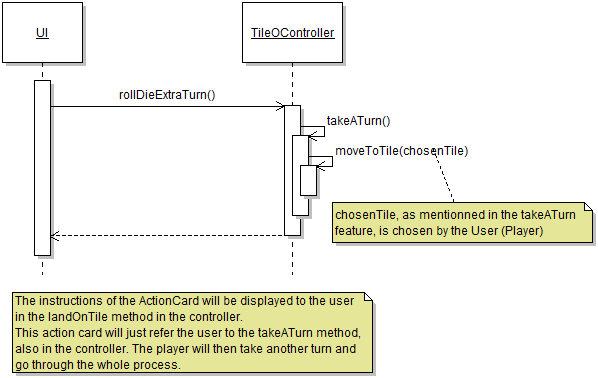 UI
TileOController
rollDieExtraTurn()
takeATurn()
moveToTile(chosenTile)
chosenTile, as mentionned in the takeATurn
feature, is chosen by the User (Player)
The instructions of the ActionCard will be displayed to the user
in the landOnTile method in the controller.
This action card will just refer the user to the takeATurn method,
also in the controller. The player will then take another turn and
go through the whole process.